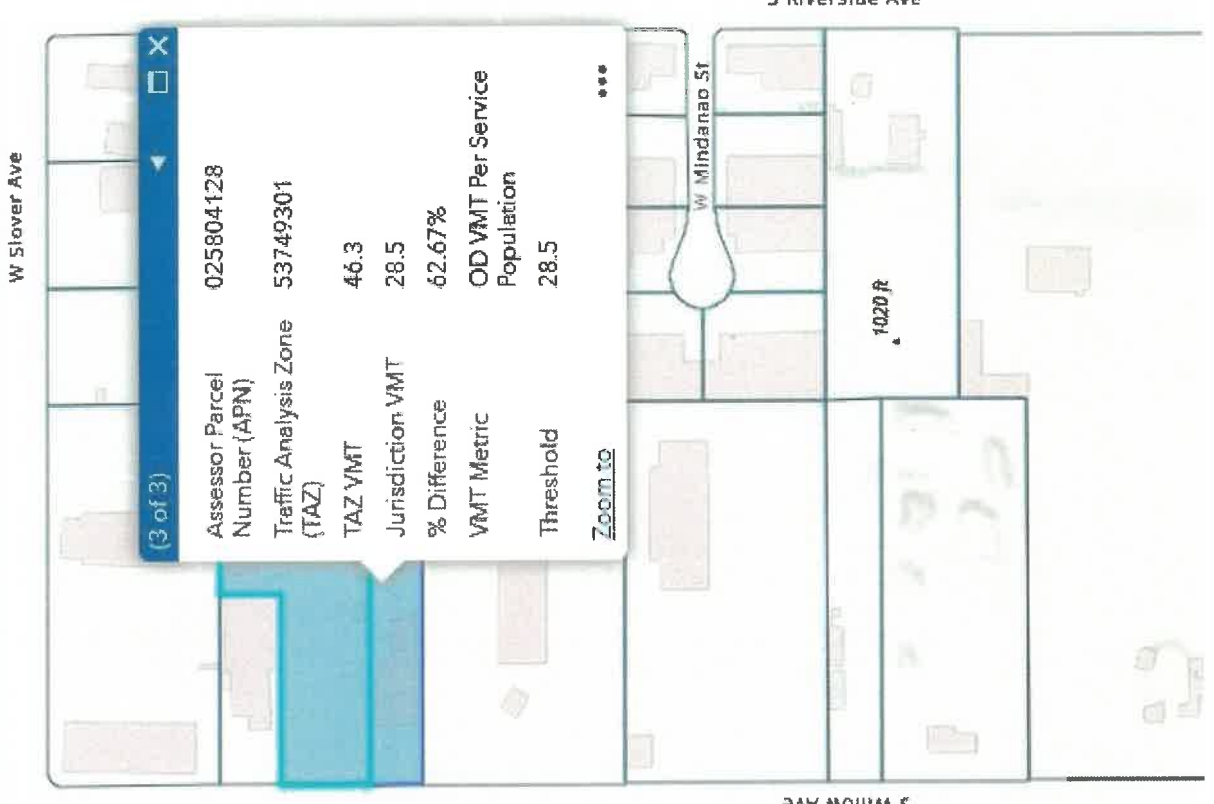 S Riverside Ave
W Slover Ave
(3 of 3)
Assessor Parcel 025804128
Number (APN)
Traffic Analysis Zone 53749301
(TAZ)
TAZ VMT 46.3
Jurisdiction VMT 28.5
% Difference 62.67%
VMT Metric OD VMT Per Service
Population
Threshold 28.5
Zoom to
W Mindanao St
1020 ft
S Willow Ave